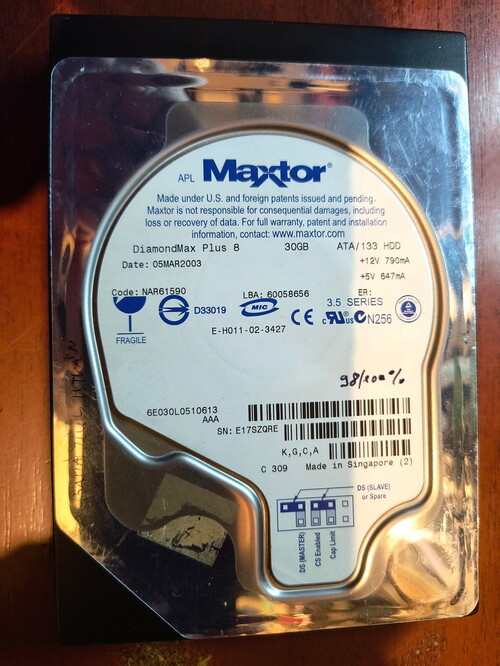 APL Maxtor®
Made under U.S. and foreign patents issued and pending.
Maxtor is not responsible for consequential damages, including
loss or recovery of data. For full warranty, patent and installation
information, contact: www.maxtor.com
DiamondMax Plus 8 30GB ATA/133 HDD
+12V 790mA
Date: 05MAR2003 +5V 647mA
Code: NAR61590 LBA: 60058656 ER:
3.5 SERIES
D33019 MIC CE c RU US N256
FRAGILE E-H011-02-3427
98/100%
6E030L0510613
AAA
SN: E17SZQRE
K,G,C,A
C 309 Made in Singapore (2)
DS (SLAVE)
or Spare
DS (MASTER)
CS Enabled
Cap Limit